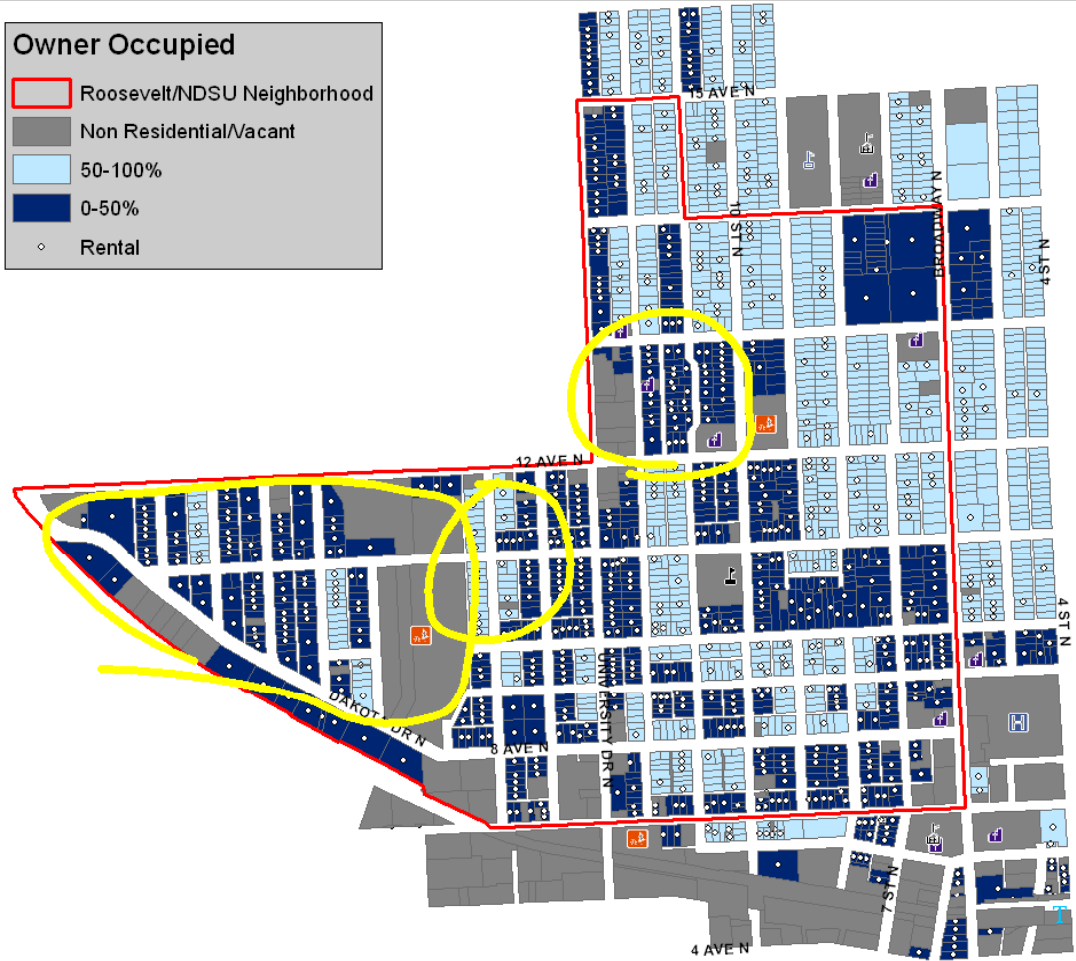 Owner Occupied
Roosevelt/NDSU Neighborhood
Non Residential/Vacant
50-100%
0-50%
Rental
15 AVE N
10 ST N
BROADWAY N
4 ST N
12 AVE N
4 ST N
UNIVERSITY DR N
DAKOTA DR N
8 AVE N
7 ST N
4 AVE N
H
T